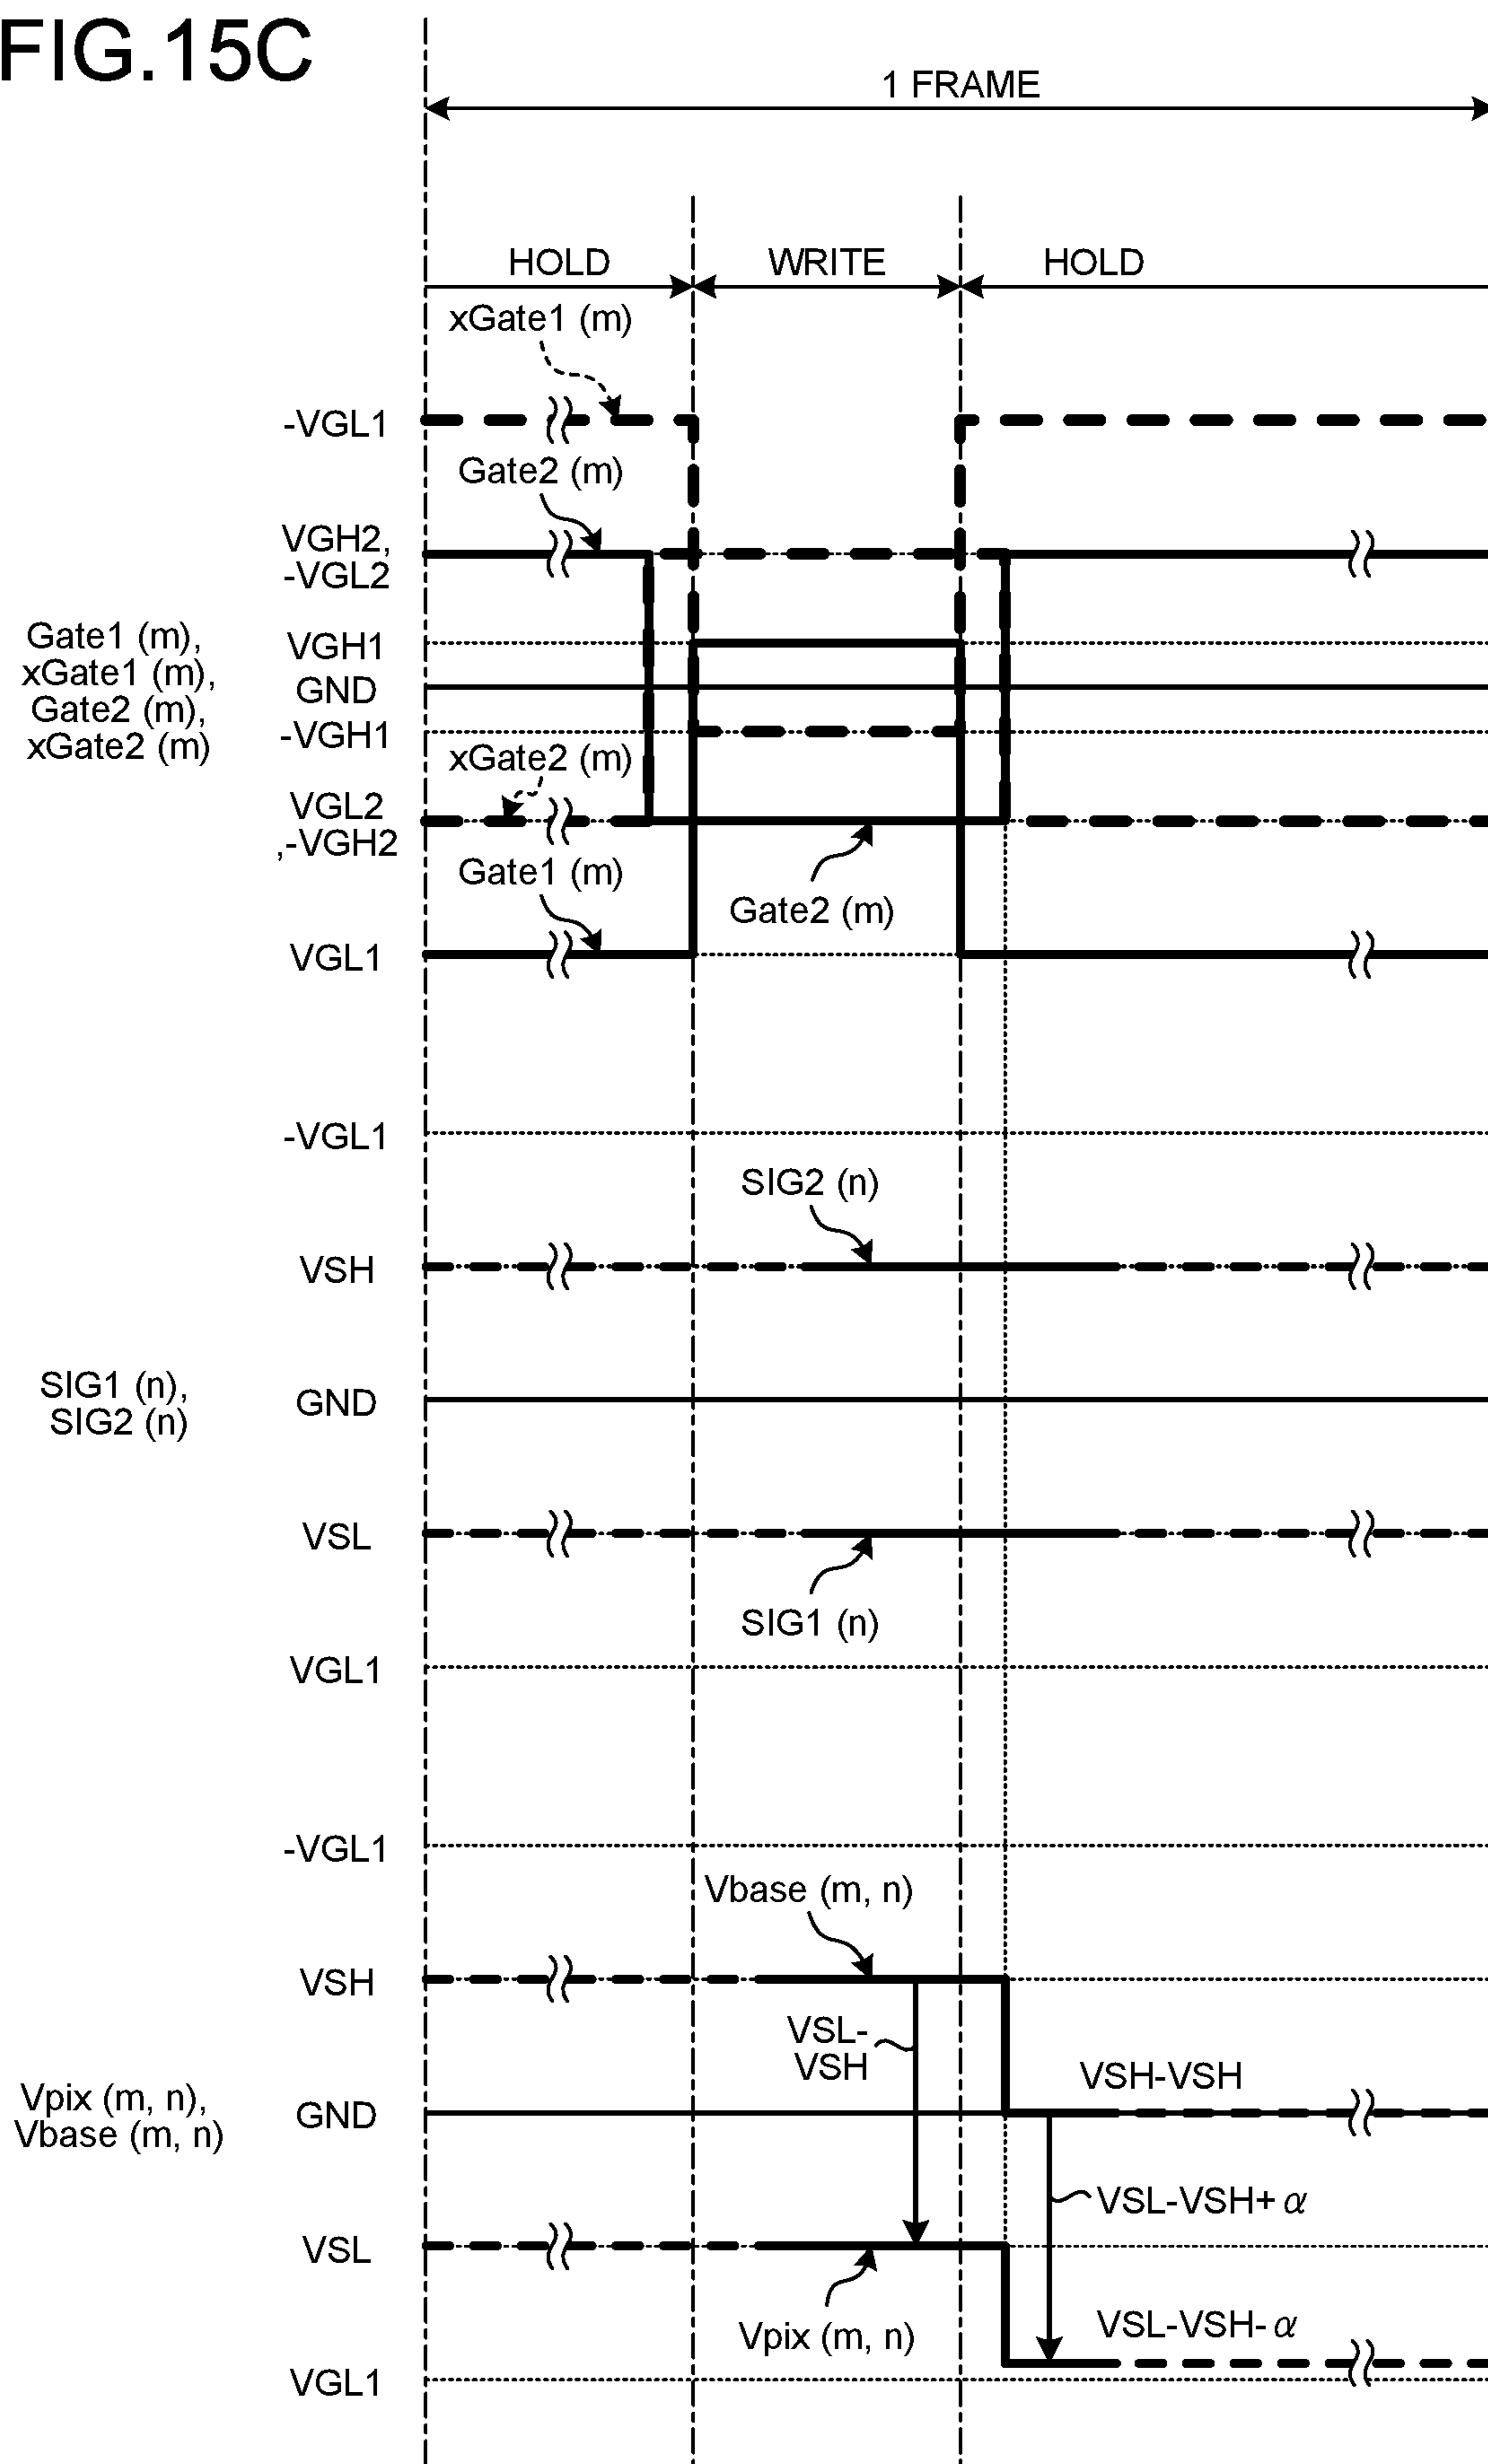 FIG.15C
1 FRAME
HOLD
WRITE
HOLD
xGate1 (m)
-VGL1
Gate2 (m)
VGH2,
-VGL2
Gate1 (m),
xGate1 (m),
Gate2 (m),
xGate2 (m)
VGH1
GND
-VGH1
xGate2 (m)
VGL2
,-VGH2
Gate1 (m)
Gate2 (m)
VGL1
-VGL1
SIG2 (n)
VSH
SIG1 (n),
SIG2 (n)
GND
VSL
SIG1 (n)
VGL1
-VGL1
Vbase (m, n)
VSH
VSL-
VSH
VSH-VSH
Vpix (m, n),
Vbase (m, n)
GND
VSL-VSH+α
VSL
Vpix (m, n)
VSL-VSH-α
VGL1